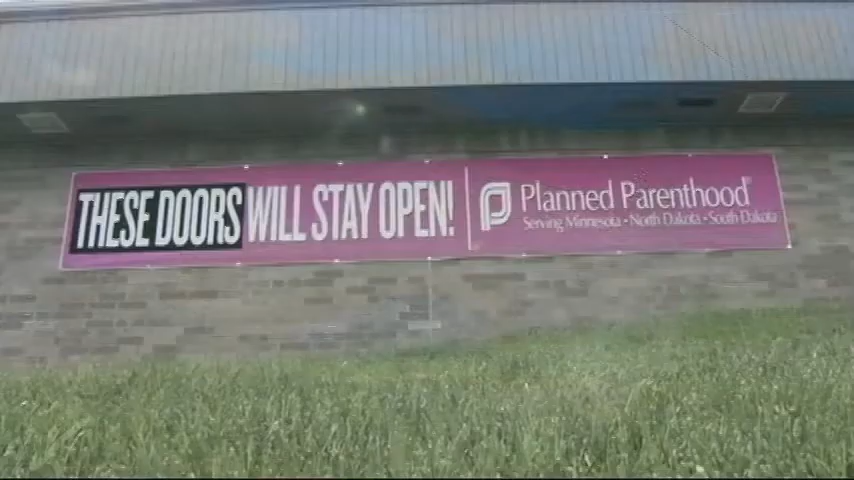 THESE DOORS WILL STAY OPEN!
Planned Parenthood®
Serving Minnesota • North Dakota • South Dakota